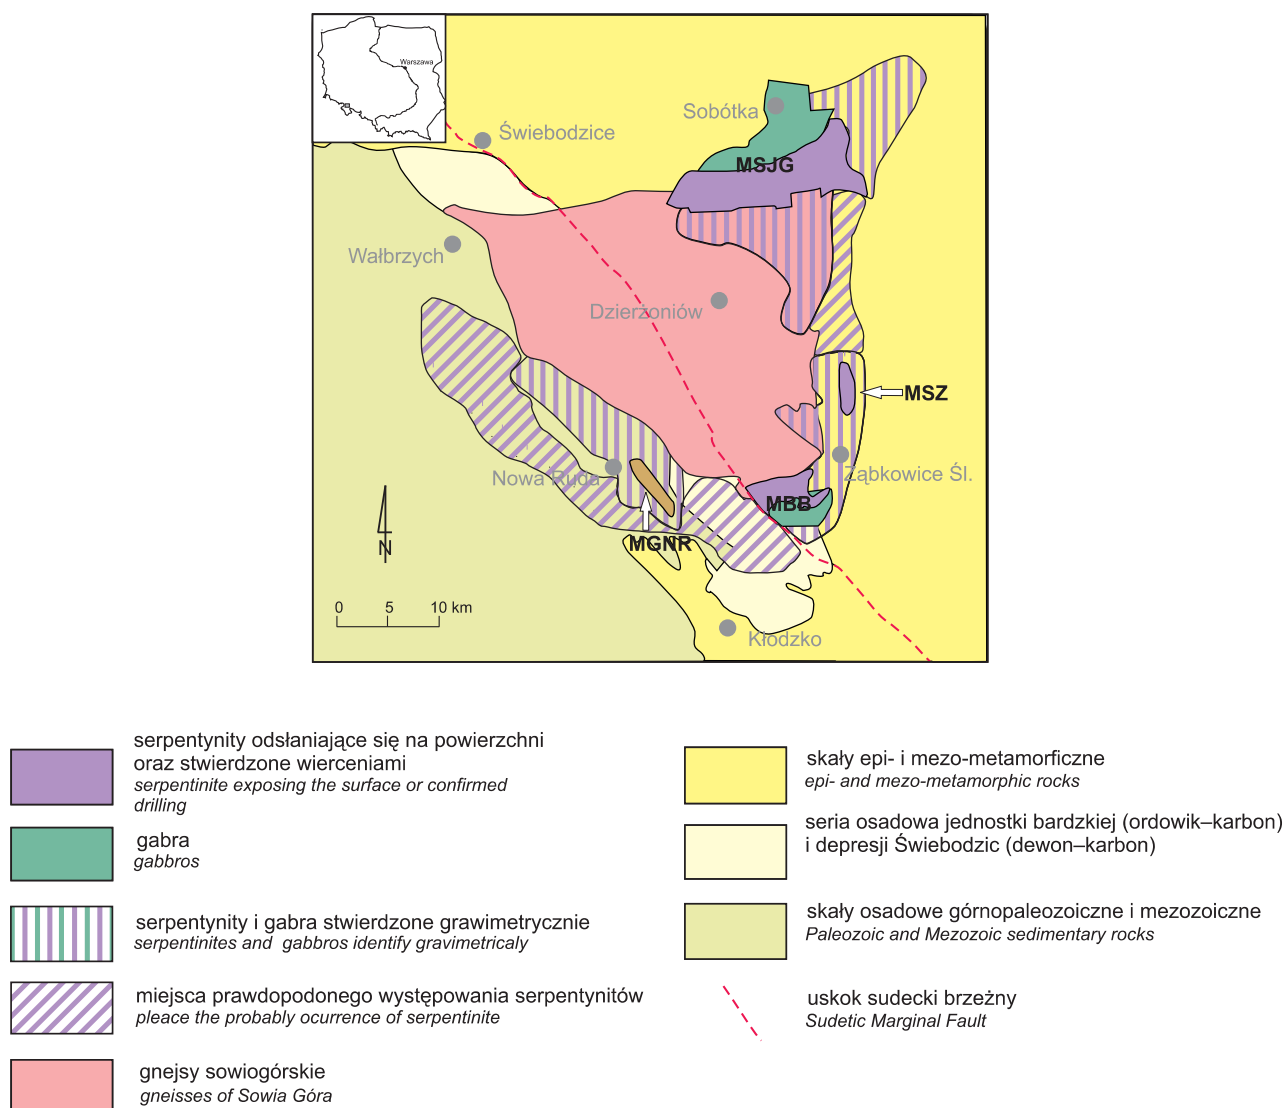 Warszawa
Sobótka
Świebodzice
MSJG
Wałbrzych
Dzierżoniów
MSZ
Nowa Ruda
Ząbkowice Śl.
MBB
MGNR
N
0 5 10 km
Kłodzko
serpentynity odsłaniające się na powierzchni
oraz stwierdzone wierceniami
serpentinite exposing the surface or confirmed
drilling
gabra
gabbros
serpentynity i gabra stwierdzone grawimetrycznie
serpentinites and gabbros identify gravimetricaly
miejsca prawdopodonego występowania serpentynitów
pleace the probably ocurrence of serpentinite
gnejsy sowiogórskie
gneisses of Sowia Góra
skały epi- i mezo-metamorficzne
epi- and mezo-metamorphic rocks
seria osadowa jednostki bardzkiej (ordowik–karbon)
i depresji Świebodzic (dewon–karbon)
skały osadowe górnopaleozoiczne i mezozoiczne
Paleozoic and Mezozoic sedimentary rocks
uskok sudecki brzeżny
Sudetic Marginal Fault